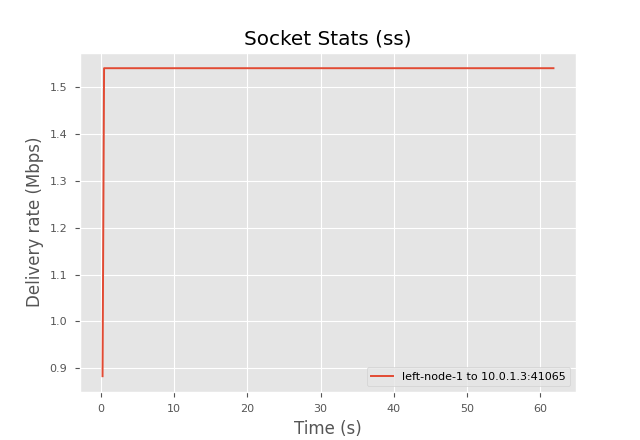 Socket Stats (ss)
Delivery rate (Mbps)
1.5
1.4
1.3
1.2
1.1
1.0
0.9
left-node-1 to 10.0.1.3:41065
0 10 20 30 40 50 60
Time (s)